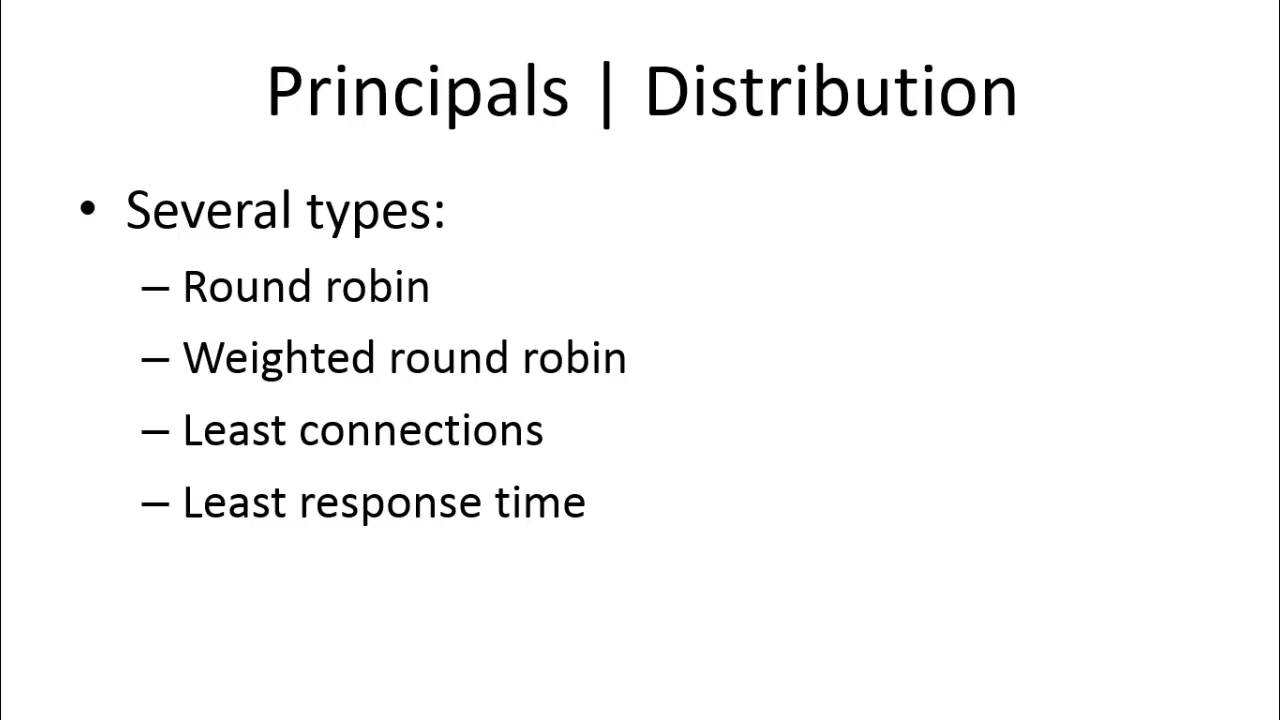 Principals | Distribution
• Several types:
– Round robin
– Weighted round robin
– Least connections
– Least response time